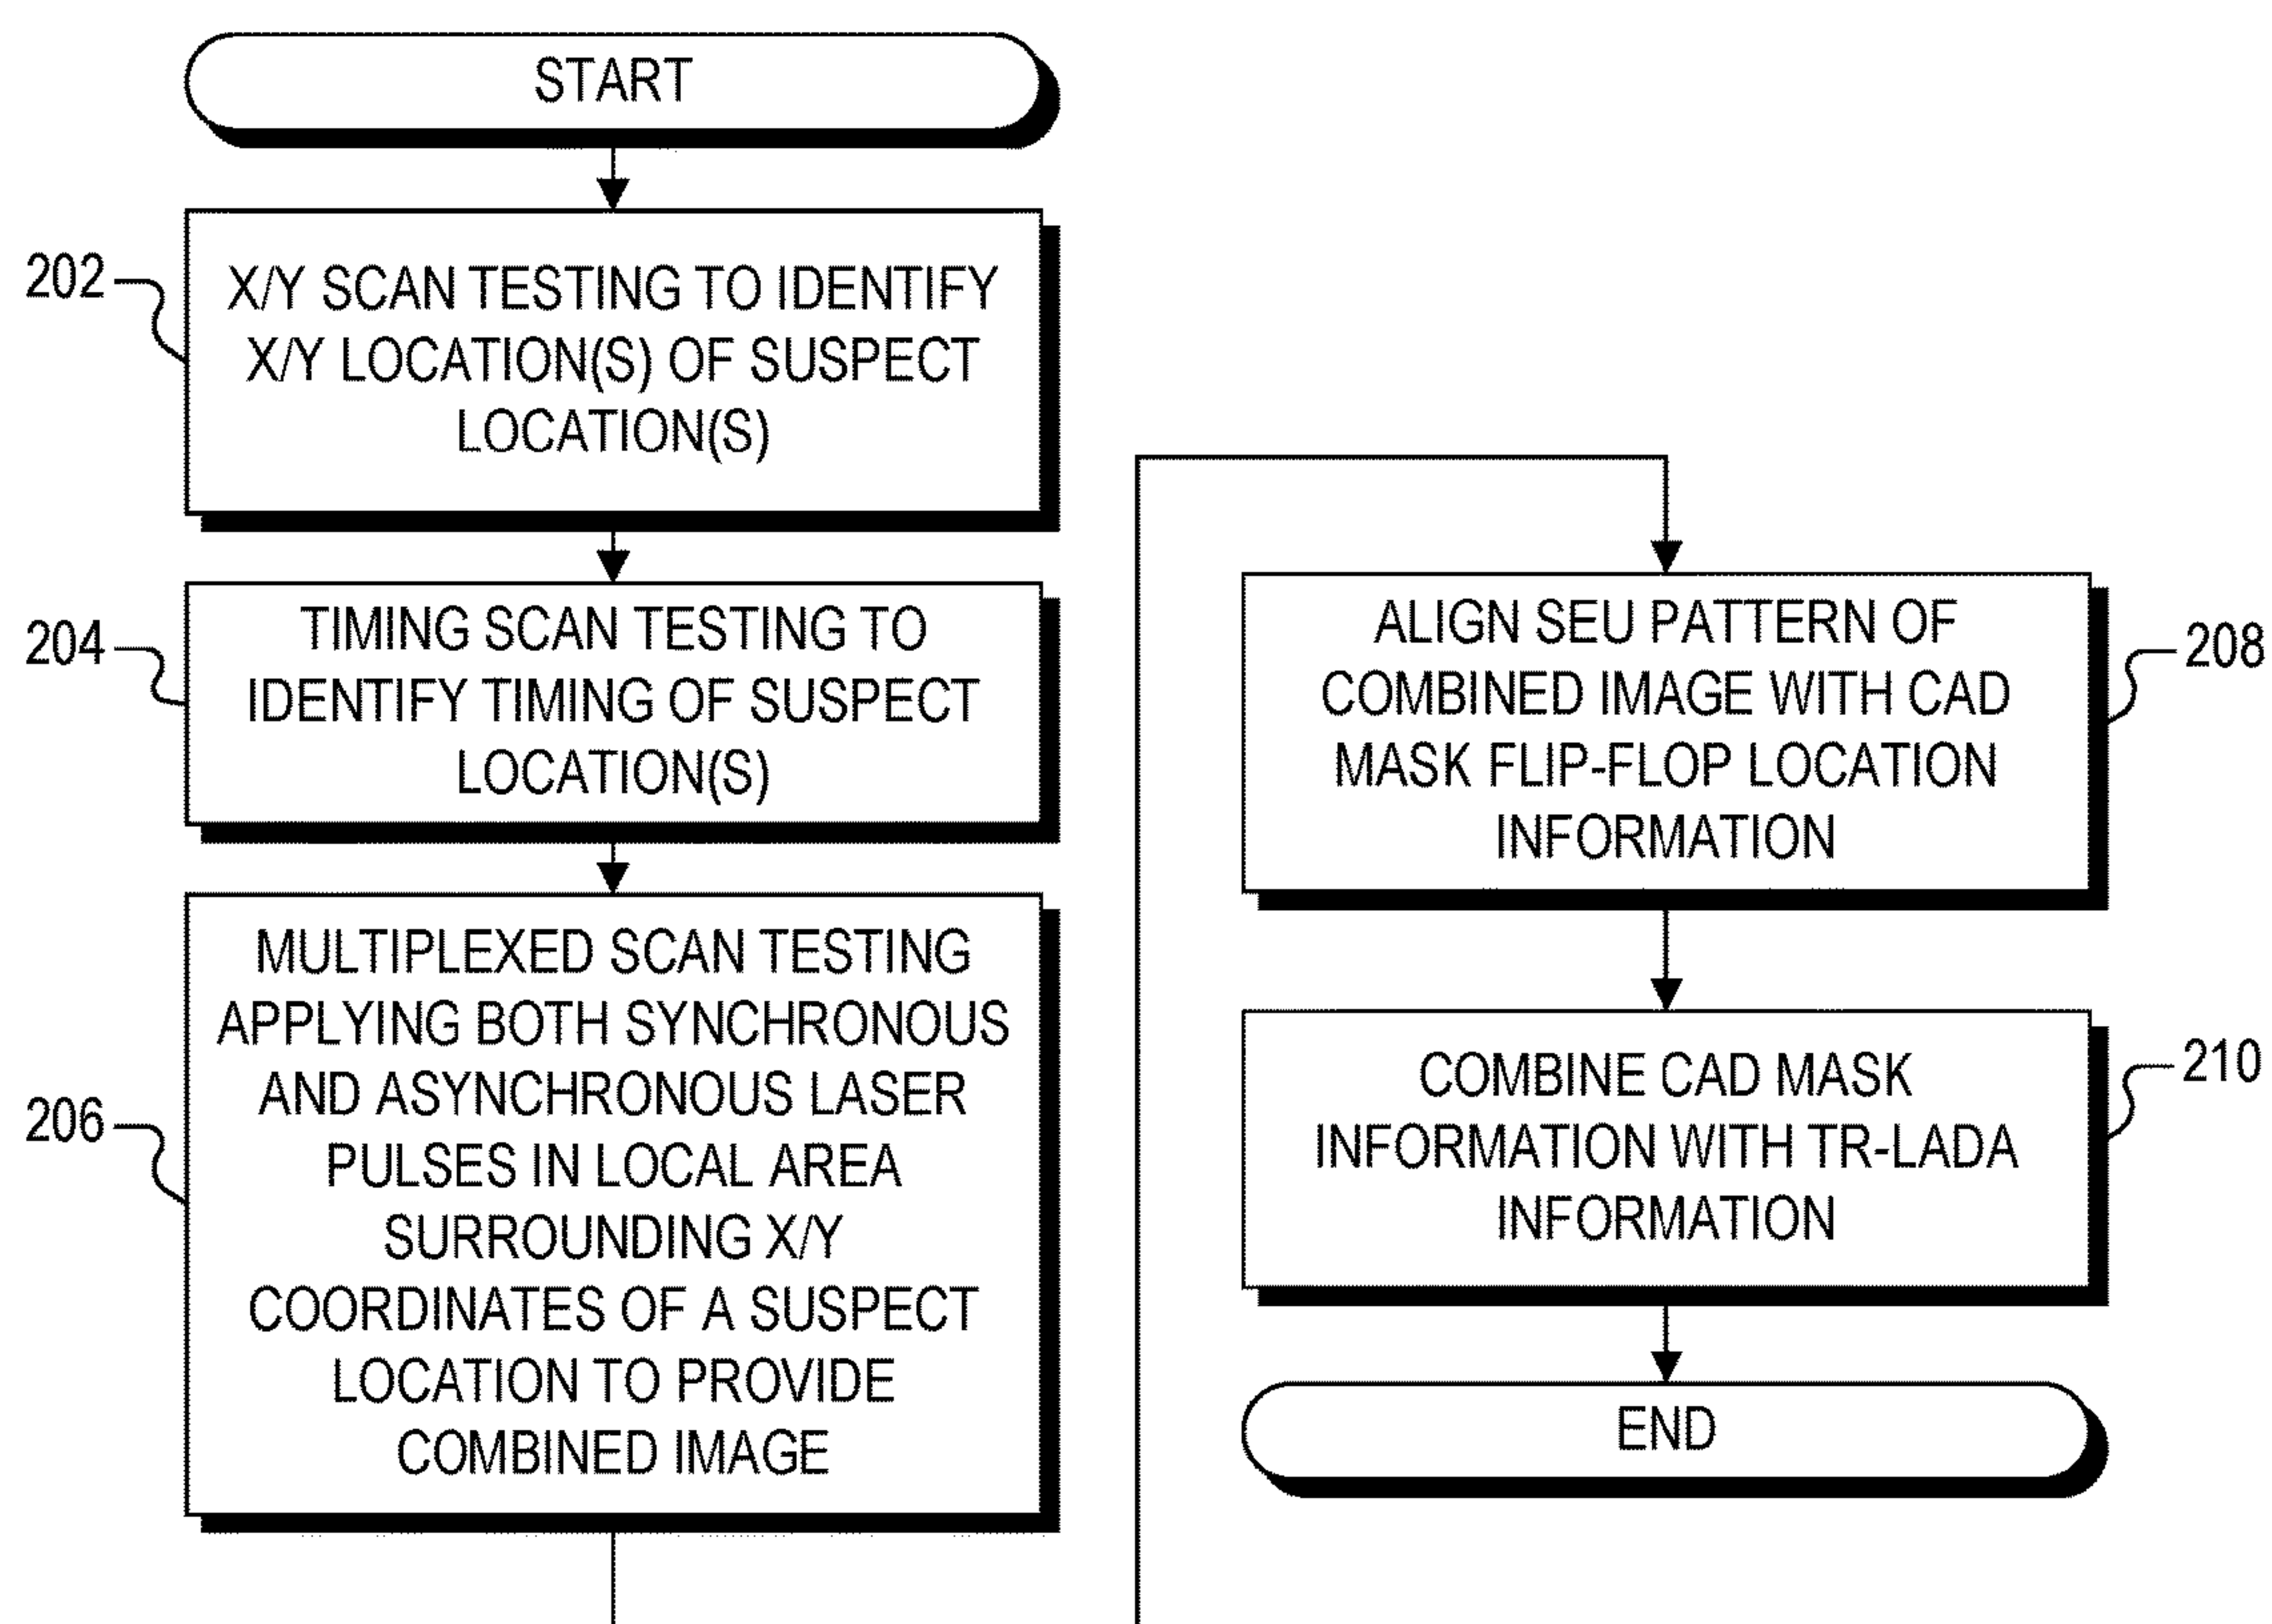 START
202
X/Y SCAN TESTING TO IDENTIFY
X/Y LOCATION(S) OF SUSPECT
LOCATION(S)
204
TIMING SCAN TESTING TO
IDENTIFY TIMING OF SUSPECT
LOCATION(S)
206
MULTIPLEXED SCAN TESTING
APPLYING BOTH SYNCHRONOUS
AND ASYNCHRONOUS LASER
PULSES IN LOCAL AREA
SURROUNDING X/Y
COORDINATES OF A SUSPECT
LOCATION TO PROVIDE
COMBINED IMAGE
208
ALIGN SEU PATTERN OF
COMBINED IMAGE WITH CAD
MASK FLIP-FLOP LOCATION
INFORMATION
210
COMBINE CAD MASK
INFORMATION WITH TR-LADA
INFORMATION
END